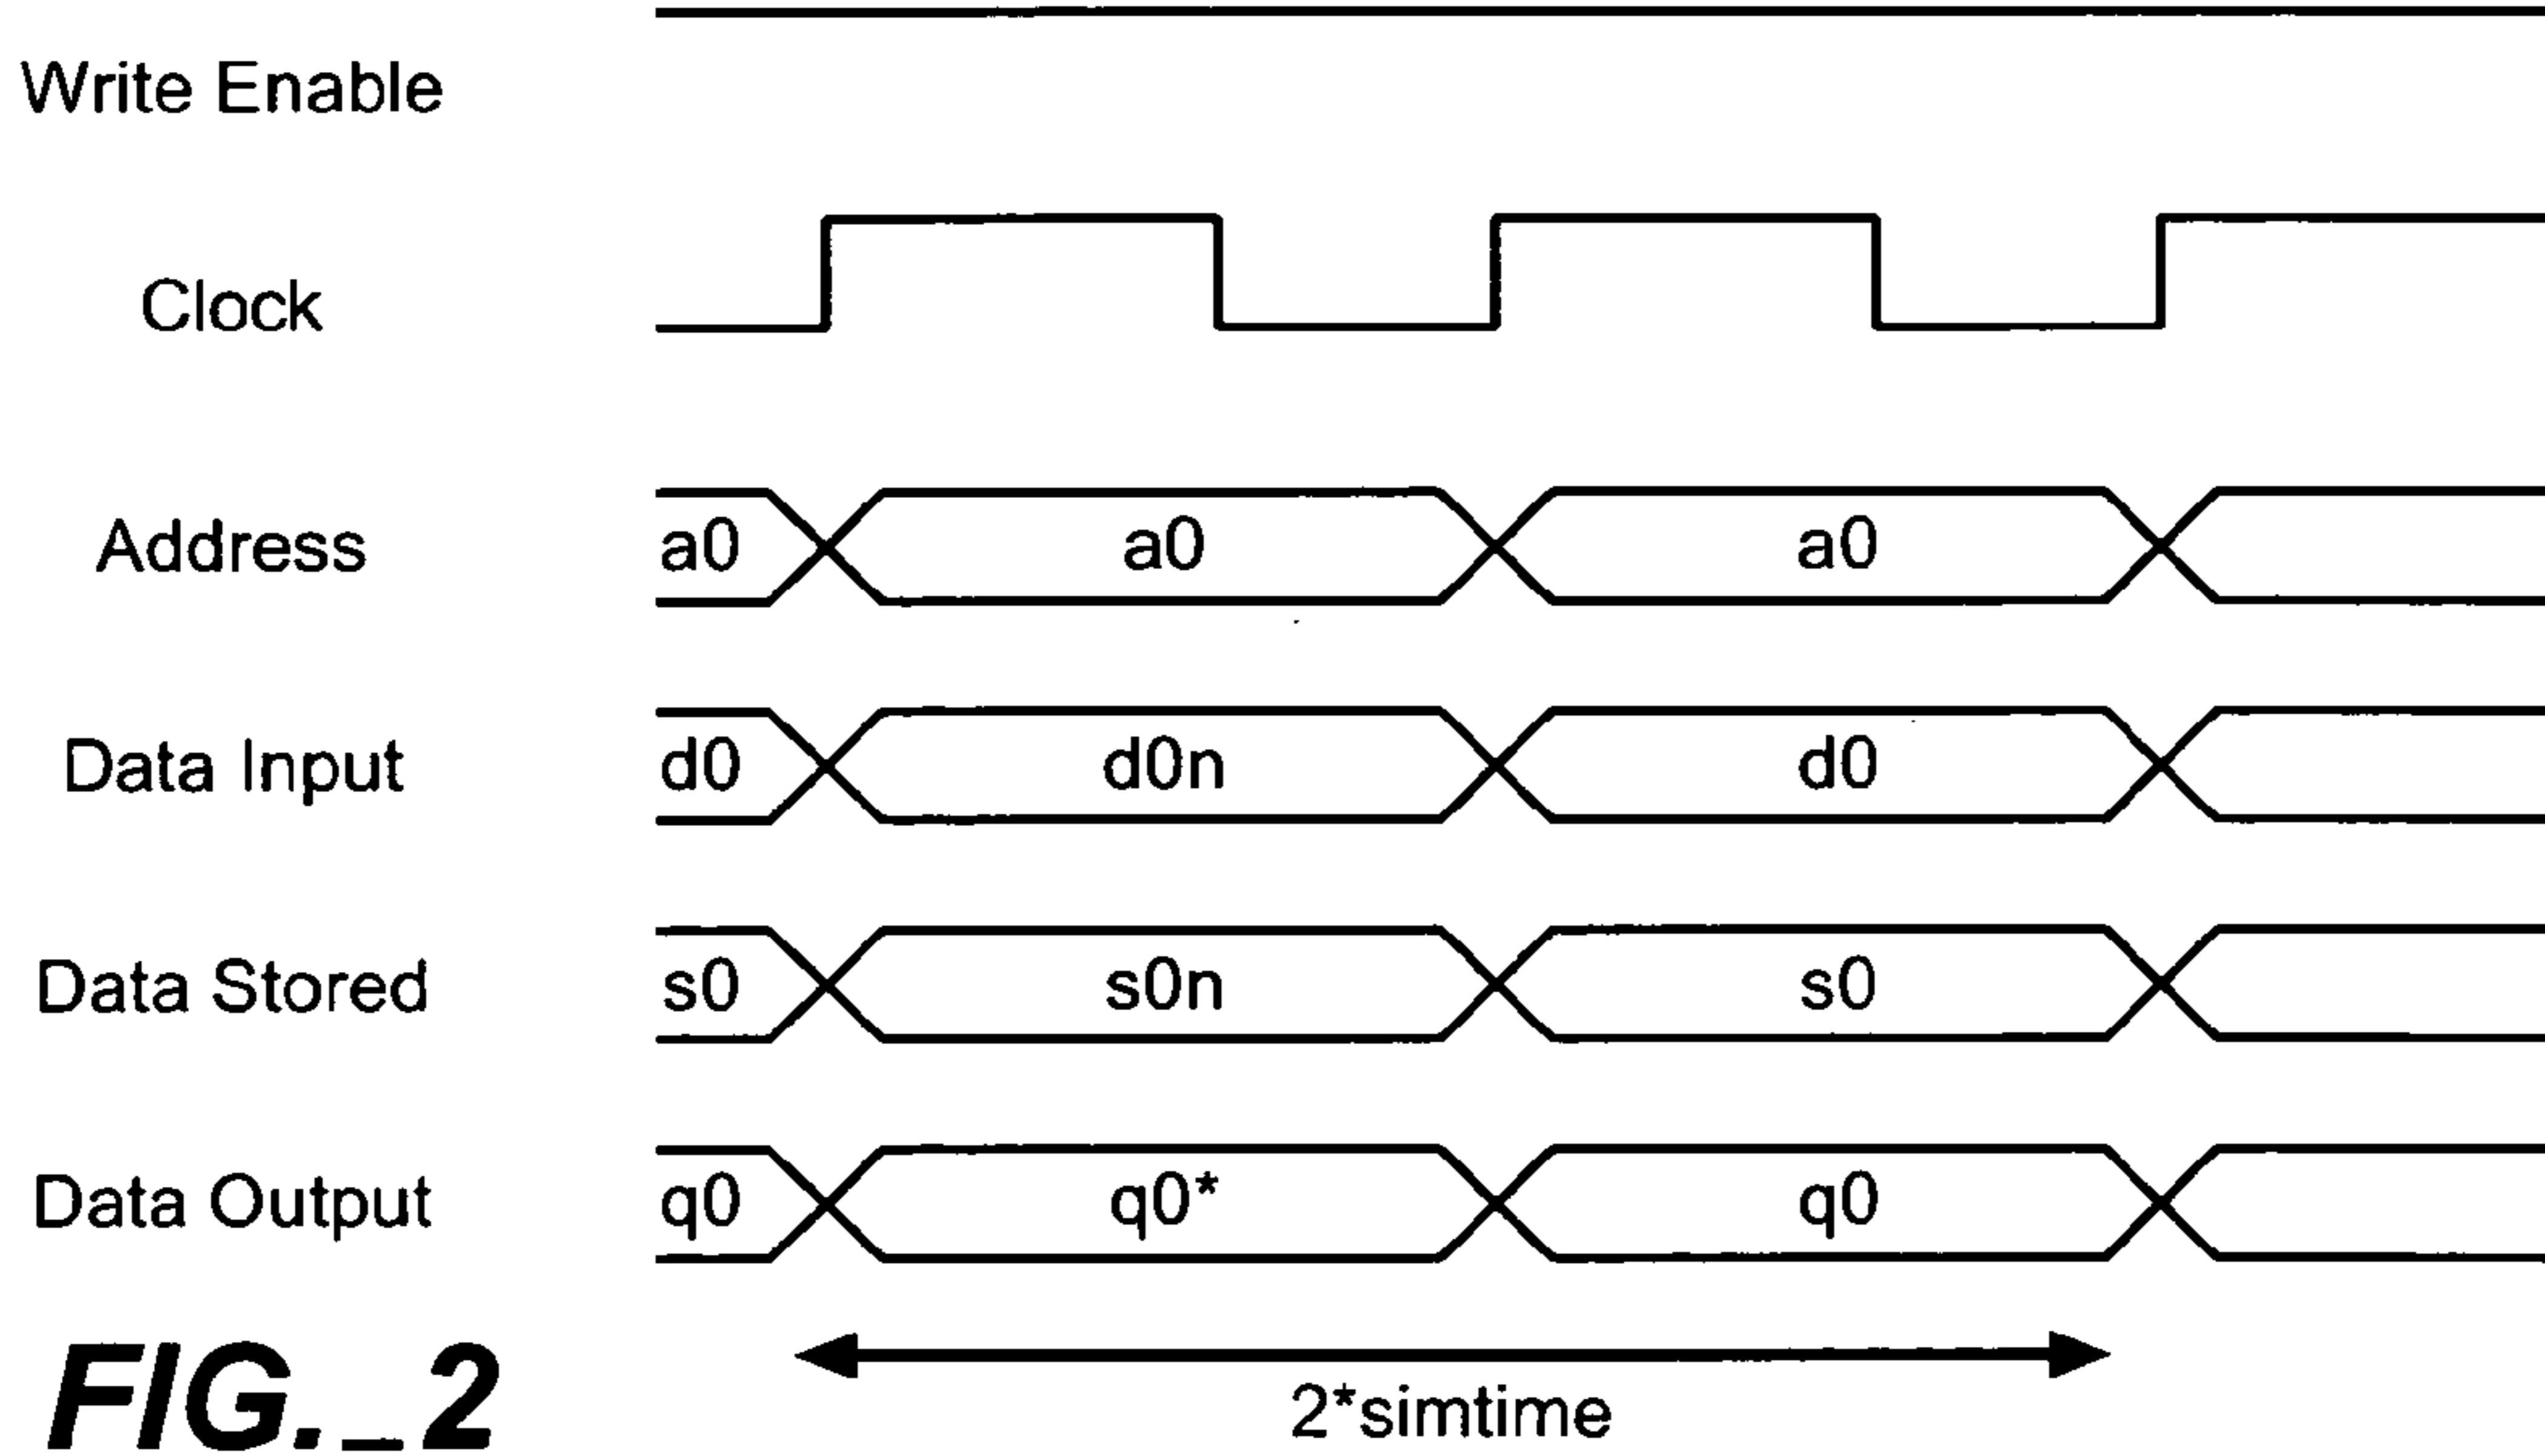 Write Enable
Clock
Address a0 a0 a0
Data Input d0 d0n d0
Data Stored s0 s0n s0
Data Output q0 q0* q0
2*simtime
FIG._2